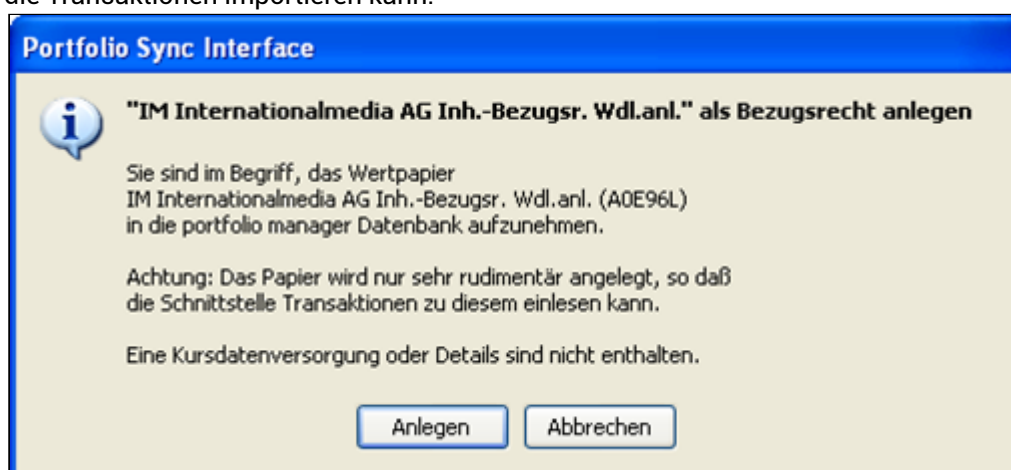 die Transaktionen importieren kann.
Portfolio Sync Interface
"IM Internationalmedia AG Inh.-Bezugsr. Wdl.anl." als Bezugsrecht anlegen
Sie sind im Begriff, das Wertpapier
IM Internationalmedia AG Inh.-Bezugsr. Wdl.anl. (A0E96L)
in die portfolio manager Datenbank aufzunehmen.
Achtung: Das Papier wird nur sehr rudimentär angelegt, so daß
die Schnittstelle Transaktionen zu diesem einlesen kann.
Eine Kursdatenversorgung oder Details sind nicht enthalten.
Anlegen Abbrechen